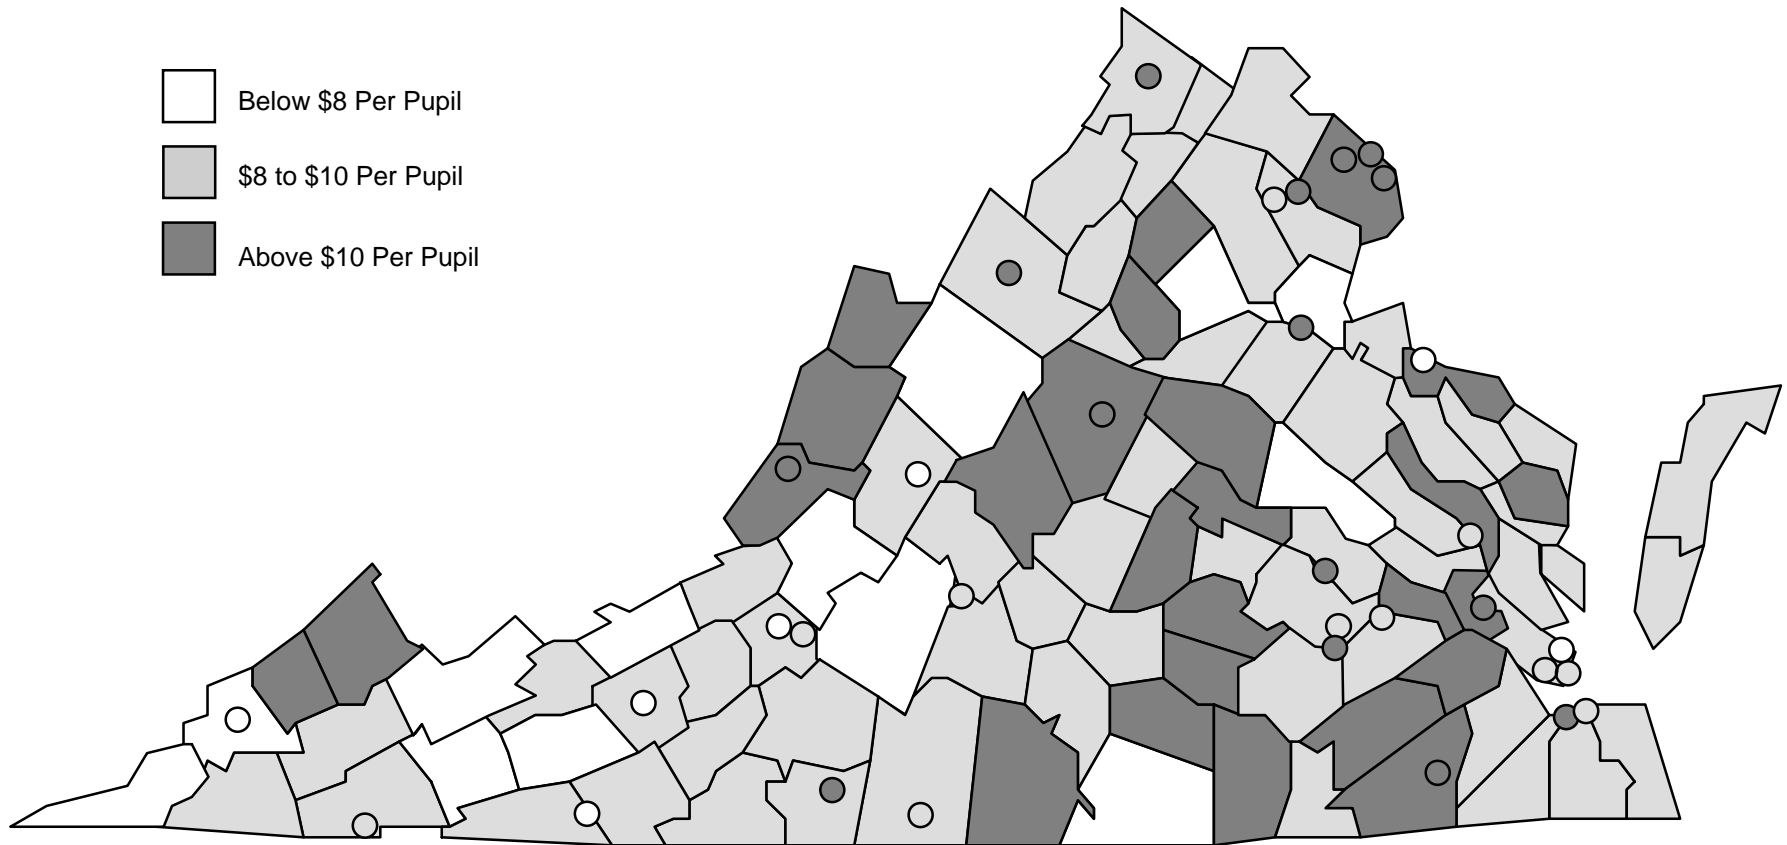 Below $8 Per Pupil
$8 to $10 Per Pupil
Above $10 Per Pupil